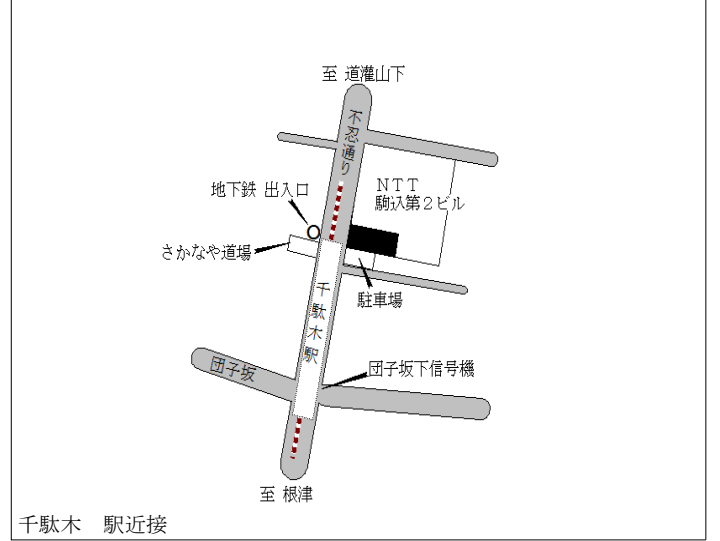 至 道灌山下
不忍通り
地下鉄 出入口
NTT
駒込第2ビル
さかなや道場
駐車場
千駄木駅
団子坂
団子坂下信号機
至 根津
千駄木 駅近接